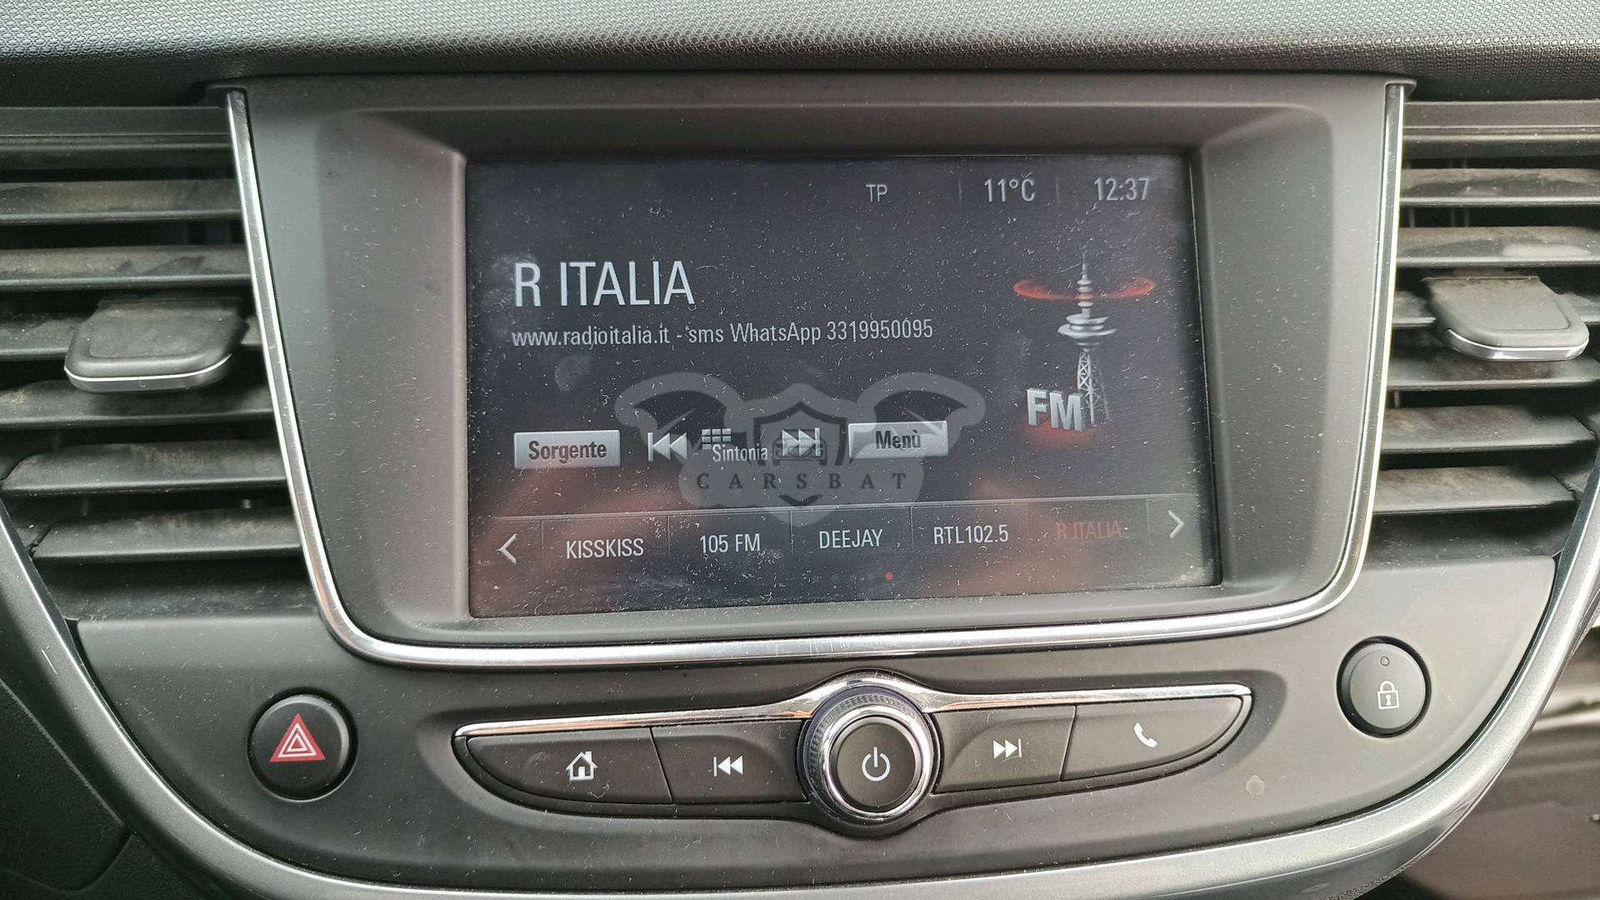 TP 11°C 12:37
R ITALIA
www.radioitalia.it - sms WhatsApp 3319950095
FM
Sorgente Sintonia Menù
CARSBAT
KISSKISS 105 FM DEEJAY RTL102.5 R ITALIA